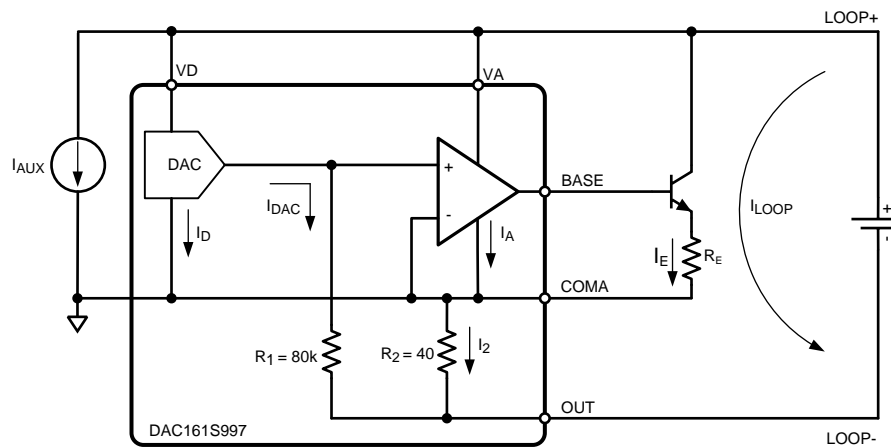 LOOP+
VD
VA
DAC
+
-
BASE
IAUX
IDAC
ID
IA
IE
RE
ILOOP
+
-
COMA
R1 = 80k
R2 = 40
I2
OUT
DAC161S997
LOOP-